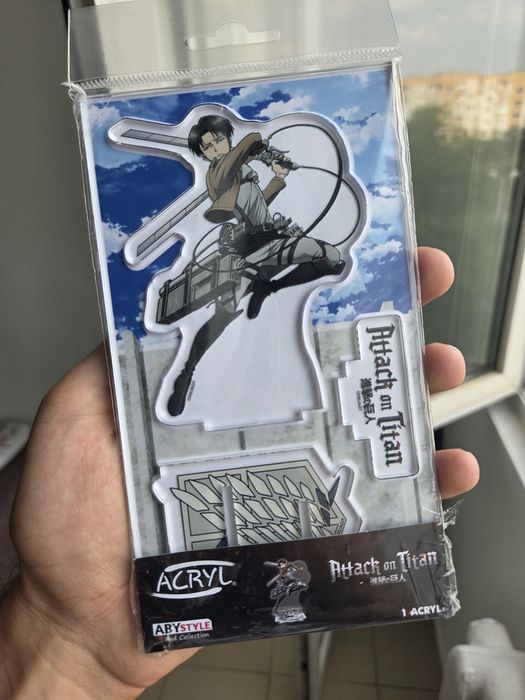 Attack on Titan
進撃の巨人
ACRYL®
Attack on Titan
進撃の巨人
ABYSTYLE
Collection
1 ACRYL®